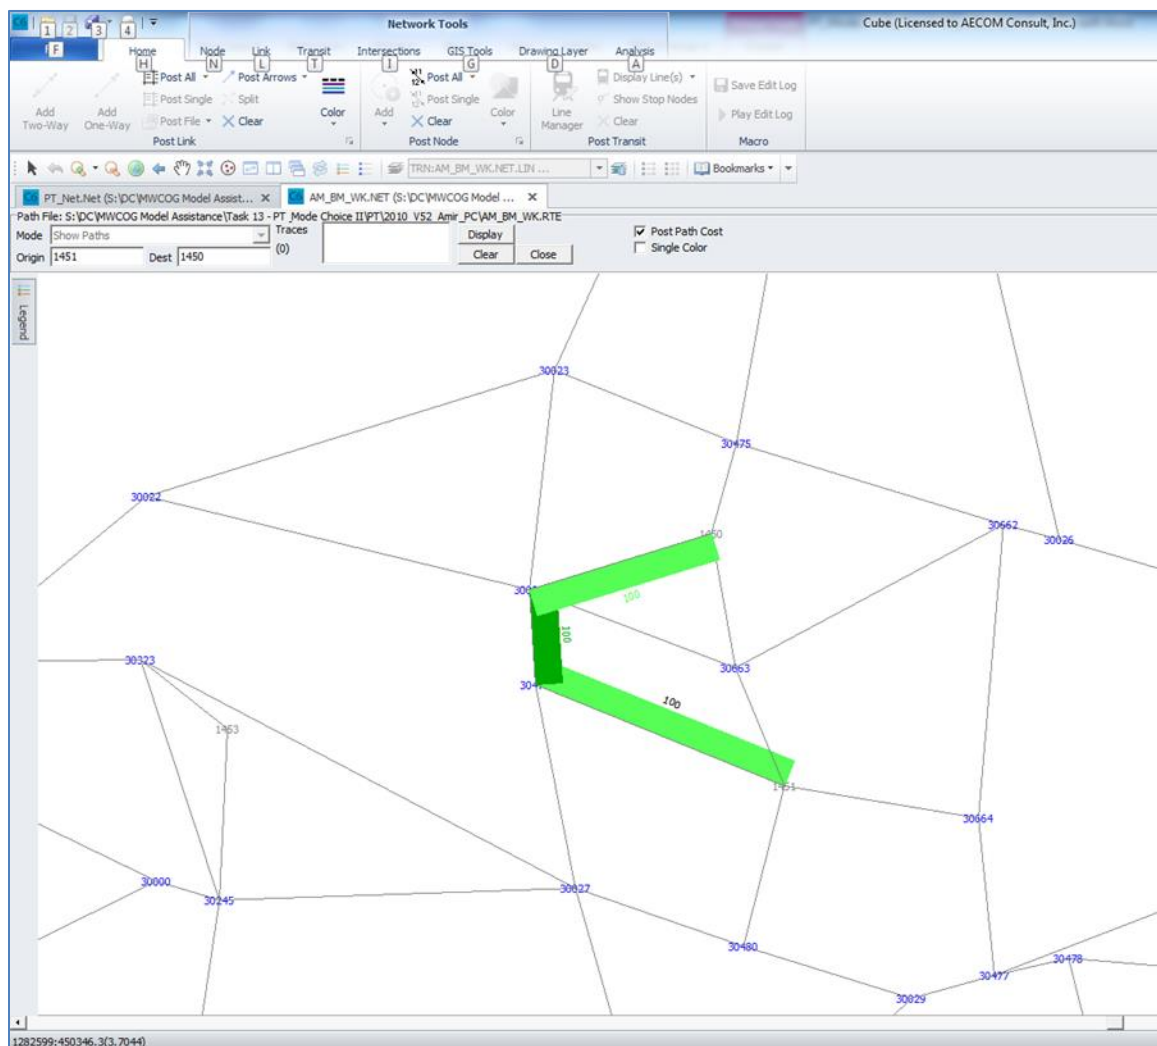 C6 1 2 3 4 Network Tools Cube (Licensed to AECOM Consult, Inc.)
F Home Node Link Transit Intersections GIS Tools Drawing Layer Analysis
H N L T I G D A
Post All Post Arrows Post All Display Line(s)
Save Edit Log
Post Single Split Post Single Show Stop Nodes
Add Add Color Add Color Line Play Edit Log
Two-Way One-Way Post File Clear Clear Manager Clear
Post Link Post Node Post Transit Macro
TRN:AM_BM_WK.NET.LIN ... Bookmarks
C6 PT_Net.Net (S:\DC\MWCOG Model Assist... X C6 AM_BM_WK.NET (S:\DC\MWCOG Model ... X
Path File: S:\DC\MWCOG Model Assistance\Task 13 - PT_Mode Choice II\PT\2010_V52_Amir_PC\AM_BM_WK.RTE
Mode Show Paths Traces Display Post Path Cost
Origin 1451 Dest 1450 (0) Clear Close Single Color
Legend
30023
30475
30022
30662
1450 30026
100
100
30323 30663
100
1453
1451
30664
30000
30245 30027
30480
30478
30477
30029
1282599:450346.3(3.7044)